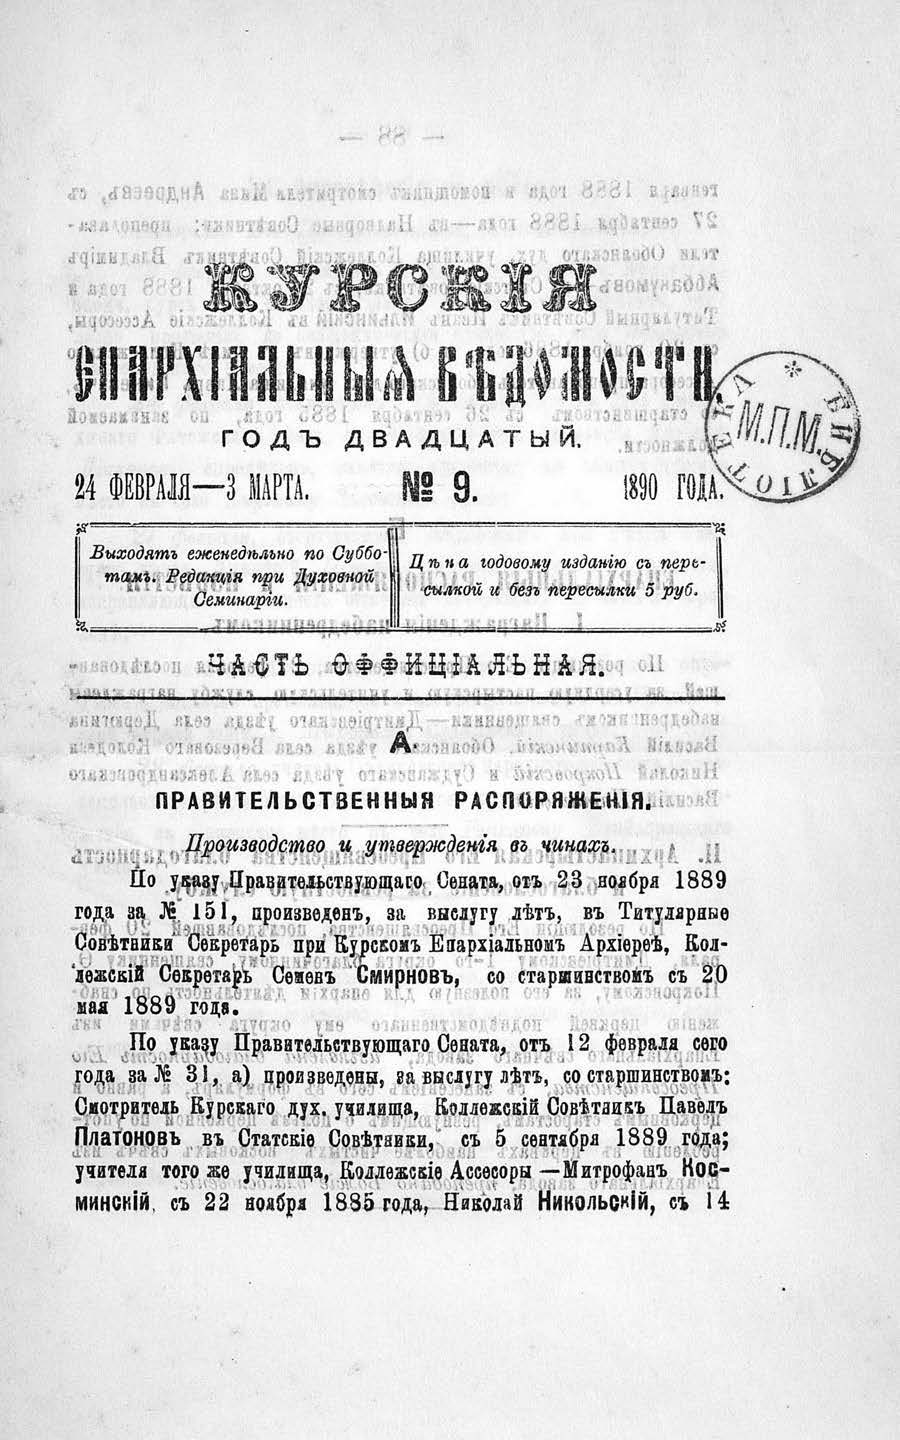 КУРСКІЯ
ЕПАРХІАЛЬНЫЯ ВѢДОМОСТИ.
ГОДЪ ДВАДЦАТЫЙ.
24 ФЕВРАЛЯ—3 МАРТА. № 9. 1890 ГОДА.
БИБЛІОТЕКА *
М.П.М.
Выходятъ еженедѣльно по Суббо-
тамъ. Редакція при Духовной
Семинаріи.
Цѣна годовому изданію съ пере-
сылкой и безъ пересылки 5 руб.
ЧАСТЬ ОФФИЦІАЛЬНАЯ.
А.
ПРАВИТЕЛЬСТВЕННЫЯ РАСПОРЯЖЕНІЯ.
Производство и утвержденія въ чинахъ.
По указу Правительствующаго Сената, отъ 23 ноября 1889
года за № 151, произведенъ, за выслугу лѣтъ, въ Титулярные
Совѣтники Секретарь при Курскомъ Епархіальномъ Архіереѣ, Кол-
лежскій Секретарь Семенъ Смирновъ, со старшинствомъ съ 20
мая 1889 года.
По указу Правительствующаго Сената, отъ 12 февраля сего
года за № 31, а) произведены, за выслугу лѣтъ, со старшинствомъ:
Смотритель Курскаго дух. училища, Коллежскій Совѣтникъ Павелъ
Платоновъ въ Статскіе Совѣтники, съ 5 сентября 1889 года;
учителя того же училища, Коллежскіе Ассесоры—Митрофанъ Кос-
минскій, съ 22 ноября 1885 года, Николай Никольскій, съ 14